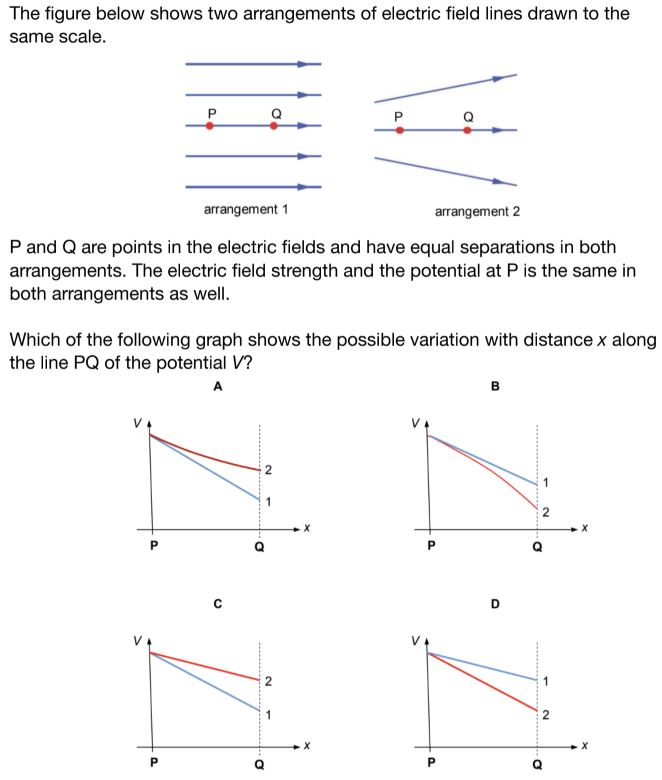 The figure below shows two arrangements of electric field lines drawn to the
same scale.
P Q P Q
arrangement 1 arrangement 2
P and Q are points in the electric fields and have equal separations in both
arrangements. The electric field strength and the potential at P is the same in
both arrangements as well.
Which of the following graph shows the possible variation with distance x along
the line PQ of the potential V?
A B
V 2 1 x P Q
V 1 2 x P Q
C D
V 2 1 x P Q
V 1 2 x P Q